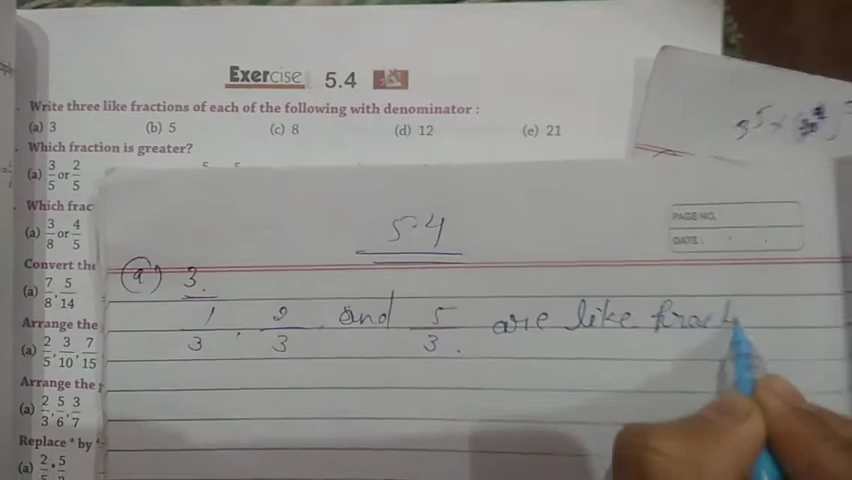 Exercise 5.4
Write three like fractions of each of the following with denominator :
(a) 3 (b) 5 (c) 8 (d) 12 (e) 21
Which fraction is greater?
(a) 3/5 or 2/5
Which frac
(a) 3/8 or 4/5
Convert the
(a) 7/8, 5/14
Arrange the
(a) 2/5, 3/10, 7/15
Arrange the
(a) 2/3, 5/6, 3/7
Replace * by
(a)
PAGE NO.
DATE
5.4
(a) 3.
1/3, 2/3 and 5/3. are like fract